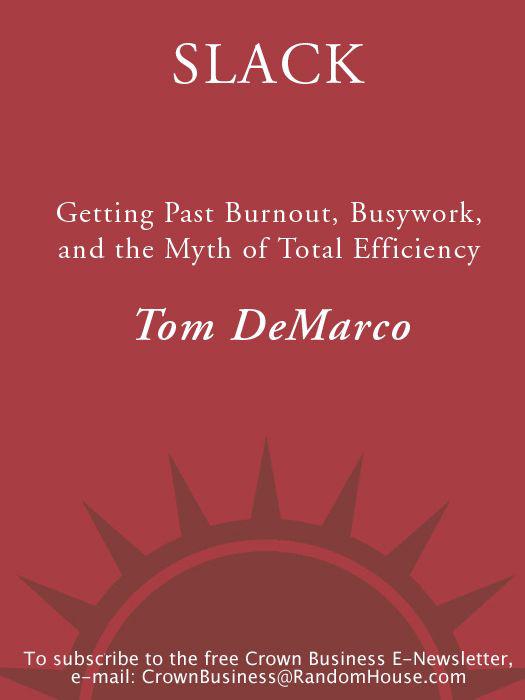 SLACK
Getting Past Burnout, Busywork,
and the Myth of Total Efficiency
Tom DeMarco
To subscribe to the free Crown Business E-Newsletter,
e-mail: CrownBusiness@RandomHouse.com